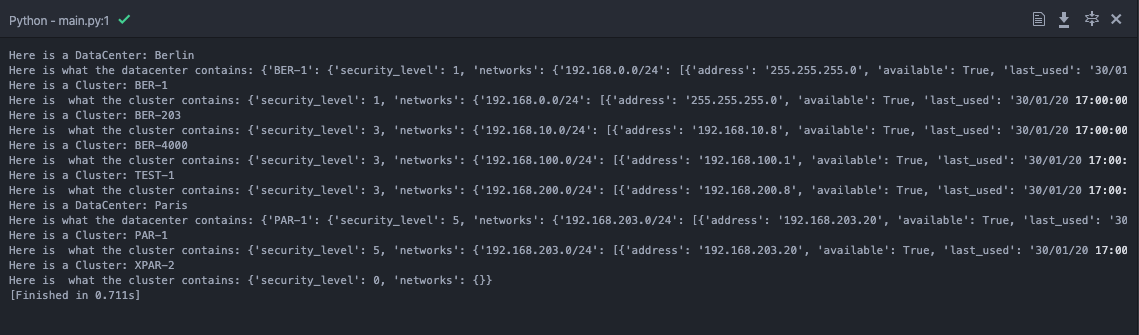 Python - main.py:1
Here is a DataCenter: Berlin
Here is what the datacenter contains: {'BER-1': {'security_level': 1, 'networks': {'192.168.0.0/24': [{'address': '255.255.255.0', 'available': True, 'last_used': '30/01
Here is a Cluster: BER-1
Here is  what the cluster contains: {'security_level': 1, 'networks': {'192.168.0.0/24': [{'address': '255.255.255.0', 'available': True, 'last_used': '30/01/20 17:00:00
Here is a Cluster: BER-203
Here is  what the cluster contains: {'security_level': 3, 'networks': {'192.168.10.0/24': [{'address': '192.168.10.8', 'available': True, 'last_used': '30/01/20 17:00:00
Here is a Cluster: BER-4000
Here is  what the cluster contains: {'security_level': 3, 'networks': {'192.168.100.0/24': [{'address': '192.168.100.1', 'available': True, 'last_used': '30/01/20 17:00:
Here is a Cluster: TEST-1
Here is  what the cluster contains: {'security_level': 3, 'networks': {'192.168.200.0/24': [{'address': '192.168.200.8', 'available': True, 'last_used': '30/01/20 17:00:
Here is a DataCenter: Paris
Here is what the datacenter contains: {'PAR-1': {'security_level': 5, 'networks': {'192.168.203.0/24': [{'address': '192.168.203.20', 'available': True, 'last_used': '30
Here is a Cluster: PAR-1
Here is  what the cluster contains: {'security_level': 5, 'networks': {'192.168.203.0/24': [{'address': '192.168.203.20', 'available': True, 'last_used': '30/01/20 17:00
Here is a Cluster: XPAR-2
Here is  what the cluster contains: {'security_level': 0, 'networks': {}}
[Finished in 0.711s]